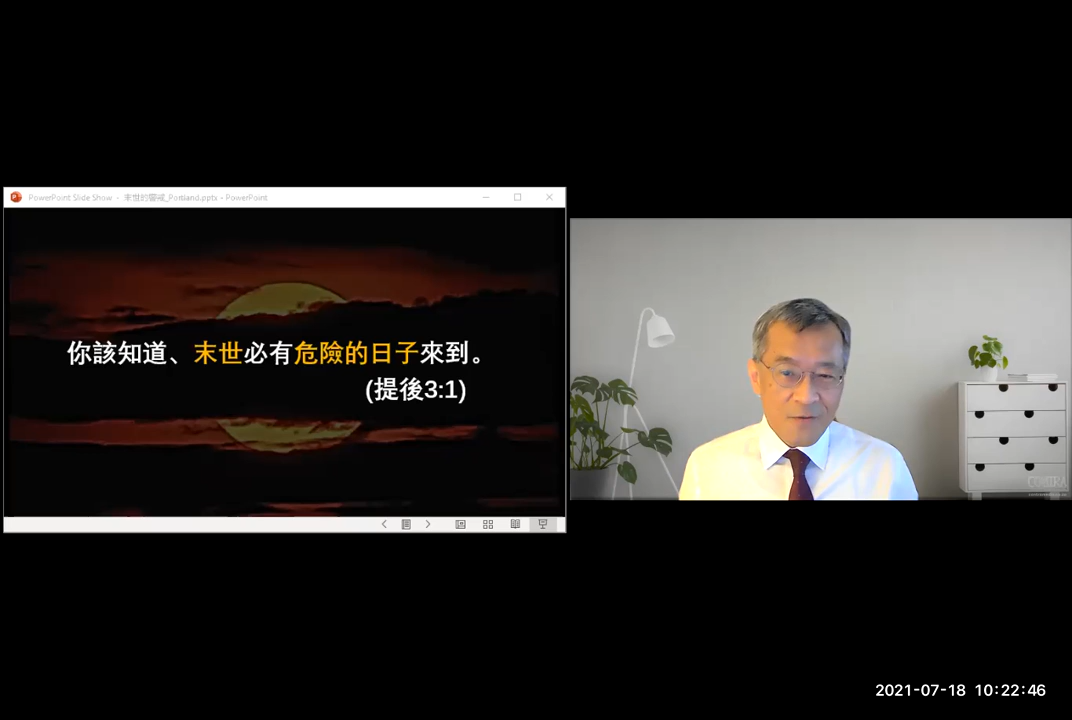 PowerPoint Slide Show - 末世的警戒_Portland.pptx - PowerPoint
你該知道、末世必有危險的日子來到。
(提後3:1)
2021-07-18 10:22:46